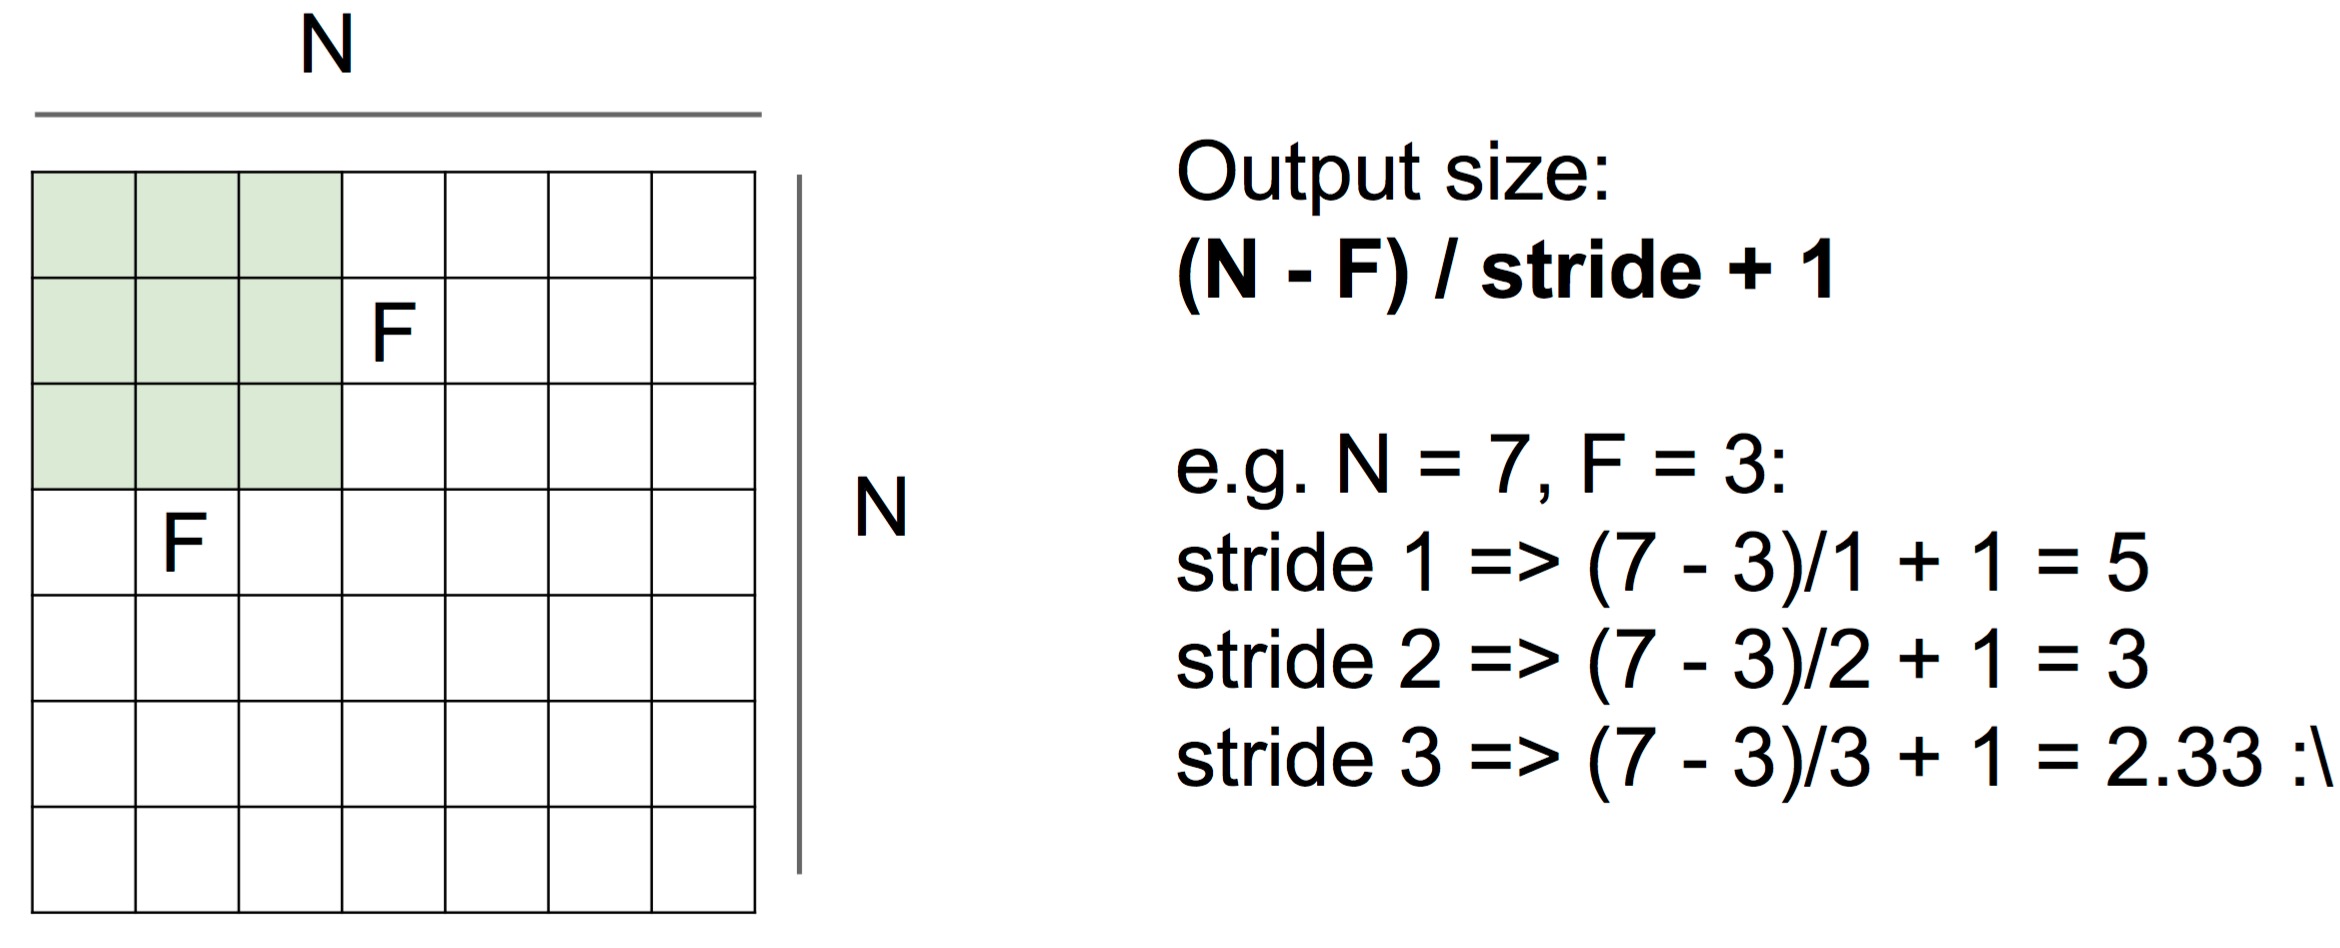 N
F
F
N
Output size:
(N - F) / stride + 1
e.g. N = 7, F = 3:
stride 1 => (7 - 3)/1 + 1 = 5
stride 2 => (7 - 3)/2 + 1 = 3
stride 3 => (7 - 3)/3 + 1 = 2.33 :\